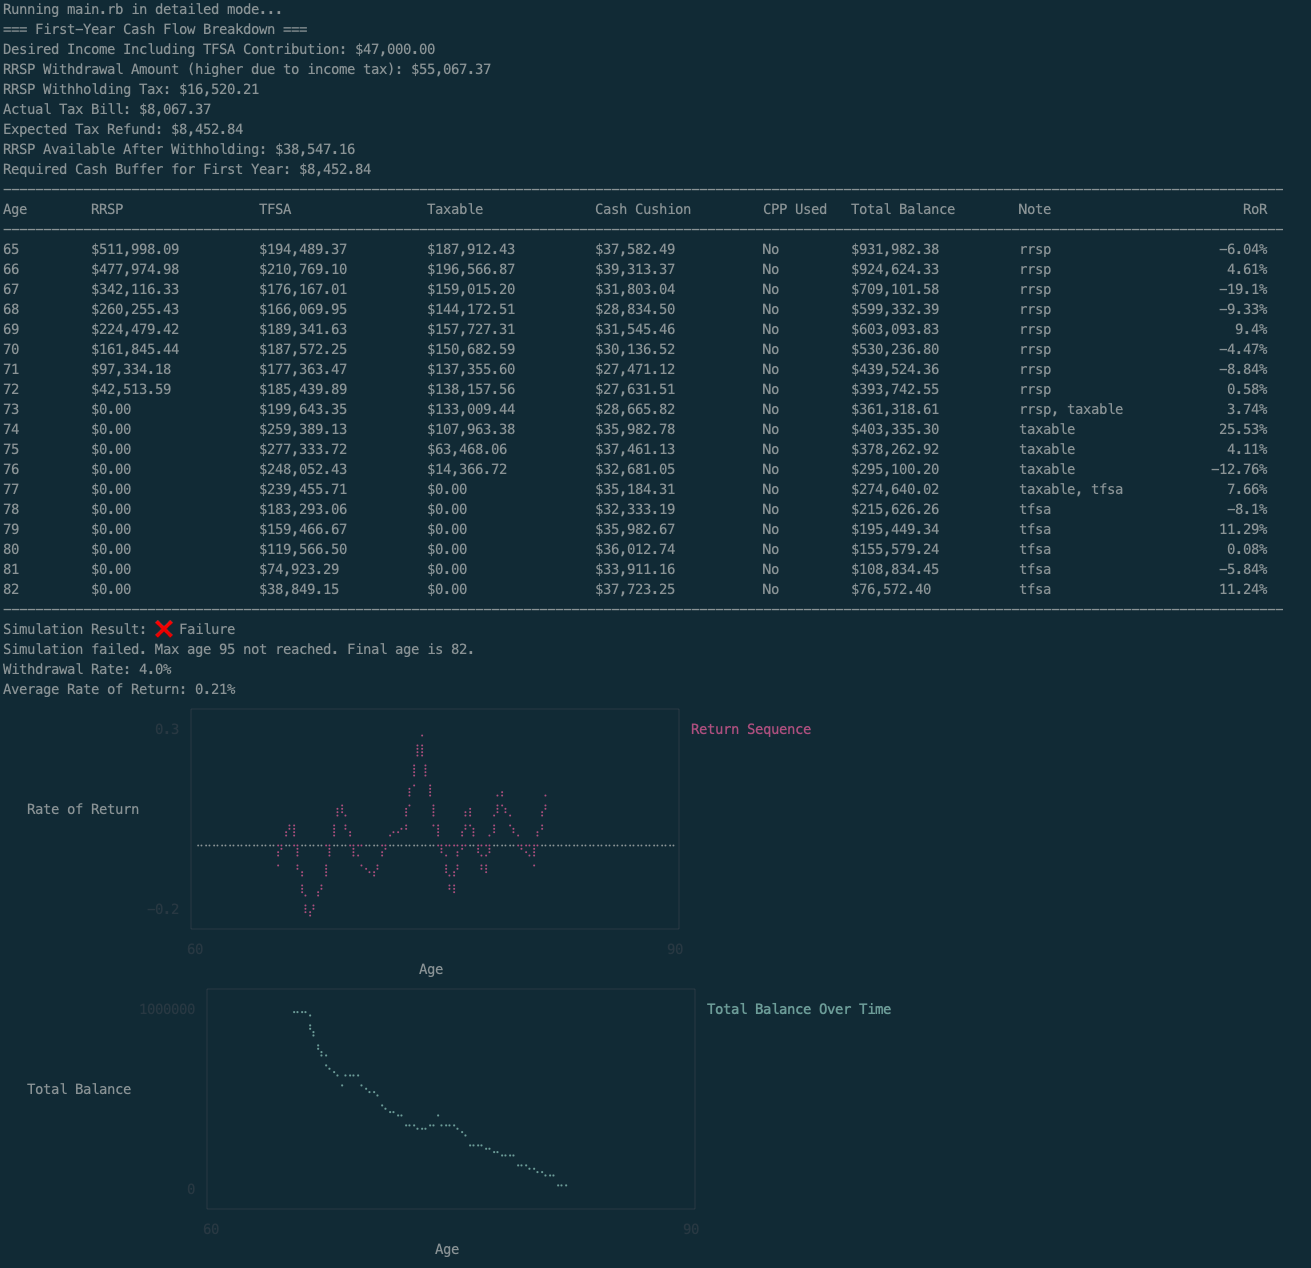 Running main.rb in detailed mode...
=== First-Year Cash Flow Breakdown ===
Desired Income Including TFSA Contribution: $47,000.00
RRSP Withdrawal Amount (higher due to income tax): $55,067.37
RRSP Withholding Tax: $16,520.21
Actual Tax Bill: $8,067.37
Expected Tax Refund: $8,452.84
RRSP Available After Withholding: $38,547.16
Required Cash Buffer for First Year: $8,452.84
Age RRSP TFSA Taxable Cash Cushion CPP Used Total Balance Note RoR
65 $511,998.09 $194,489.37 $187,912.43 $37,582.49 No $931,982.38 rrsp -6.04%
66 $477,974.98 $210,769.10 $196,566.87 $39,313.37 No $924,624.33 rrsp 4.61%
67 $342,116.33 $176,167.01 $159,015.20 $31,803.04 No $709,101.58 rrsp -19.1%
68 $260,255.43 $166,069.95 $144,172.51 $28,834.50 No $599,332.39 rrsp -9.33%
69 $224,479.42 $189,341.63 $157,727.31 $31,545.46 No $603,093.83 rrsp 9.4%
70 $161,845.44 $187,572.25 $150,682.59 $30,136.52 No $530,236.80 rrsp -4.47%
71 $97,334.18 $177,363.47 $137,355.60 $27,471.12 No $439,524.36 rrsp -8.84%
72 $42,513.59 $185,439.89 $138,157.56 $27,631.51 No $393,742.55 rrsp 0.58%
73 $0.00 $199,643.35 $133,009.44 $28,665.82 No $361,318.61 rrsp, taxable 3.74%
74 $0.00 $259,389.13 $107,963.38 $35,982.78 No $403,335.30 taxable 25.53%
75 $0.00 $277,333.72 $63,468.06 $37,461.13 No $378,262.92 taxable 4.11%
76 $0.00 $248,052.43 $14,366.72 $32,681.05 No $295,100.20 taxable -12.76%
77 $0.00 $239,455.71 $0.00 $35,184.31 No $274,640.02 taxable, tfsa 7.66%
78 $0.00 $183,293.06 $0.00 $32,333.19 No $215,626.26 tfsa -8.1%
79 $0.00 $159,466.67 $0.00 $35,982.67 No $195,449.34 tfsa 11.29%
80 $0.00 $119,566.50 $0.00 $36,012.74 No $155,579.24 tfsa 0.08%
81 $0.00 $74,923.29 $0.00 $33,911.16 No $108,834.45 tfsa -5.84%
82 $0.00 $38,849.15 $0.00 $37,723.25 No $76,572.40 tfsa 11.24%
Simulation Result: ❌ Failure
Simulation failed. Max age 95 not reached. Final age is 82.
Withdrawal Rate: 4.0%
Average Rate of Return: 0.21%
0.3 Return Sequence
Rate of Return
-0.2
60 90
Age
1000000 Total Balance Over Time
Total Balance
0
60 90
Age